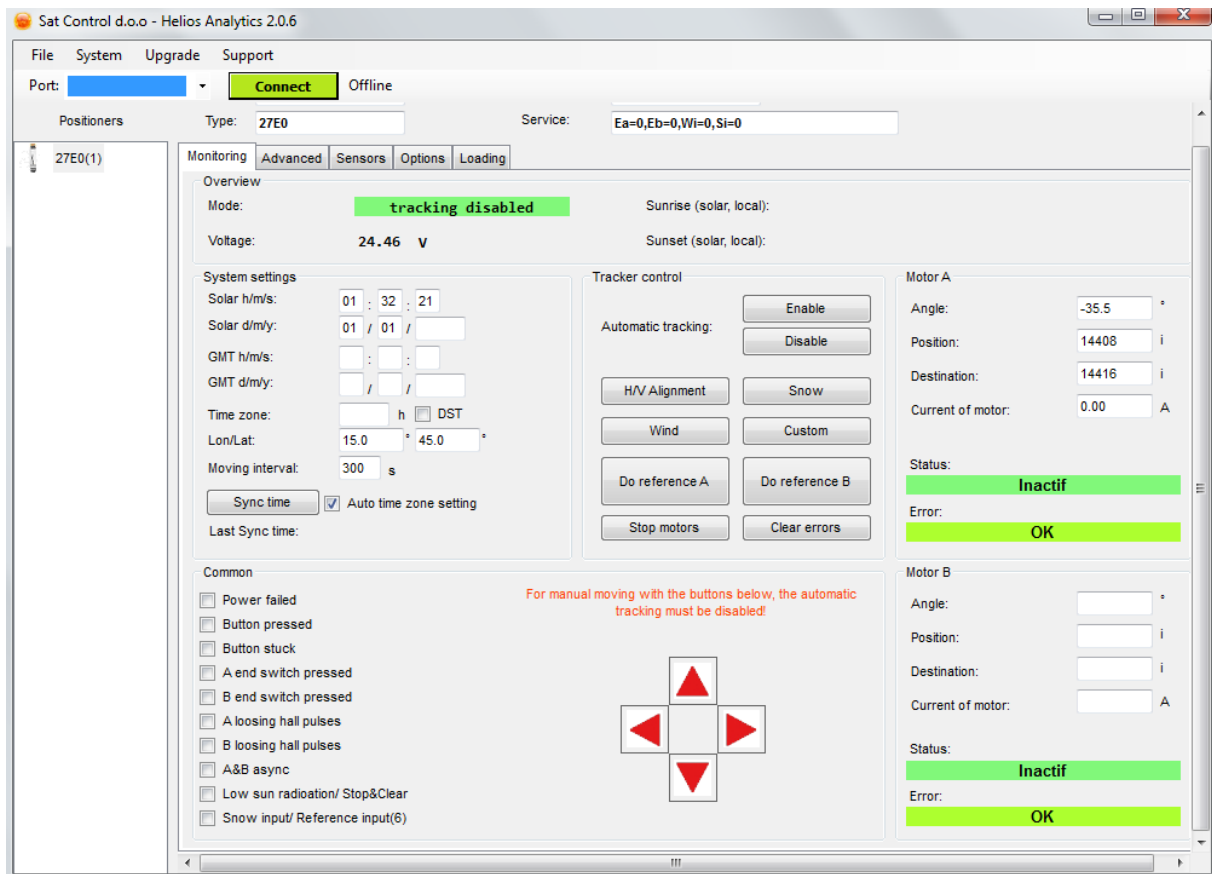 Sat Control d.o.o - Helios Analytics 2.0.6
File System Upgrade Support
Port: Connect Offline
Positioners Type: 27E0 Service: Ea=0,Eb=0,Wi=0,Si=0
27E0(1)
Monitoring Advanced Sensors Options Loading
Overview
Mode: tracking disabled Sunrise (solar, local):
Voltage: 24.46 V Sunset (solar, local):
System settings
Solar h/m/s: 01 : 32 : 21
Solar d/m/y: 01 / 01 /
GMT h/m/s: : :
GMT d/m/y: / /
Time zone: h DST
Lon/Lat: 15.0 ° 45.0 °
Moving interval: 300 s
Sync time Auto time zone setting
Last Sync time:
Tracker control
Automatic tracking: Enable
Disable
H/V Alignment Snow
Wind Custom
Do reference A Do reference B
Stop motors Clear errors
Motor A
Angle: -35.5 °
Position: 14408 i
Destination: 14416 i
Current of motor: 0.00 A
Status:
Inactif
Error:
OK
Common
Power failed
Button pressed
Button stuck
A end switch pressed
B end switch pressed
A loosing hall pulses
B loosing hall pulses
A&B async
Low sun radioation/ Stop&Clear
Snow input/ Reference input(6)
For manual moving with the buttons below, the automatic
tracking must be disabled!
Motor B
Angle: °
Position: i
Destination: i
Current of motor: A
Status:
Inactif
Error:
OK